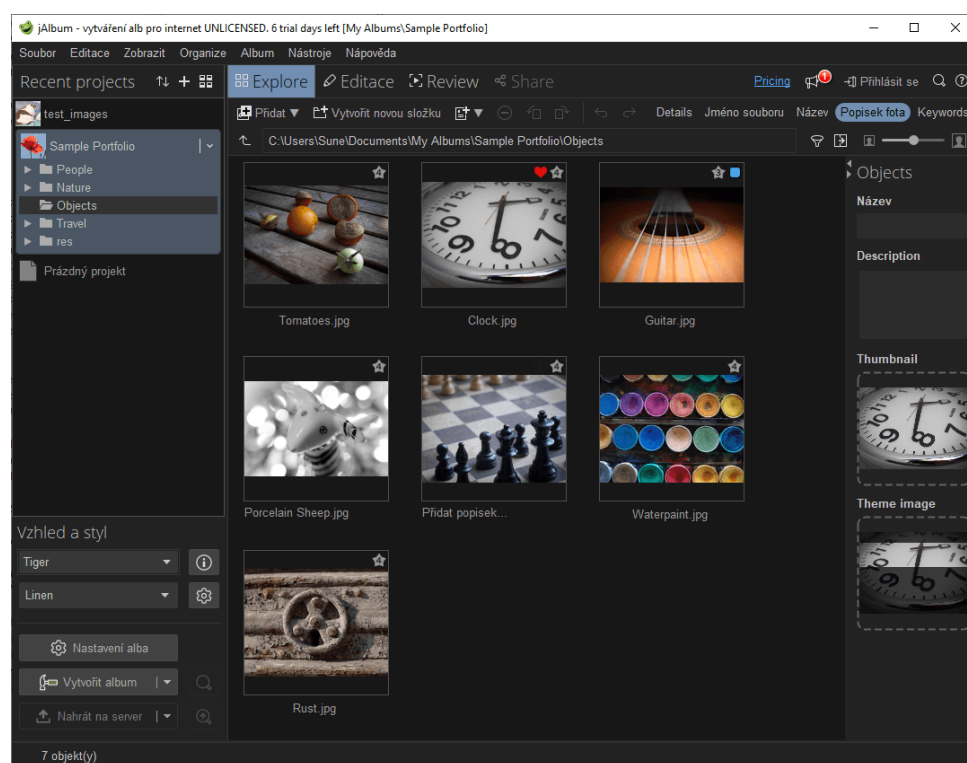 jAlbum - vytváření alb pro internet UNLICENSED. 6 trial days left [My Albums\Sample Portfolio]
Soubor Editace Zobrazit Organize Album Nástroje Nápověda
Recent projects Explore Editace Review Share Pricing 1 Přihlásit se
test_images
Přidat Vytvořit novou složku Details Jméno souboru Název Popisek fota Keywords
C:\Users\Sune\Documents\My Albums\Sample Portfolio\Objects
Sample Portfolio
People
Nature
Objects
Travel
res
Prázdný projekt
Tomatoes.jpg Clock.jpg Guitar.jpg
Porcelain Sheep.jpg Přidat popisek... Waterpaint.jpg
Rust.jpg
Objects
Název
Description
Thumbnail
Theme image
Vzhled a styl
Tiger
Linen
Nastavení alba
Vytvořit album
Nahrát na server
7 objekt(y)